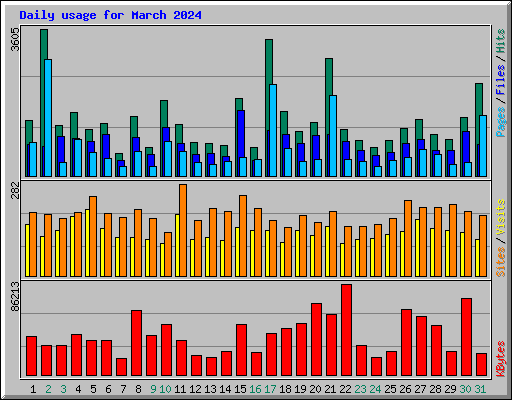 Daily usage for March 2024
3605
Pages / Files / Hits
282
Sites / Visits
86213
KBytes
1 2 3 4 5 6 7 8 9 10 11 12 13 14 15 16 17 18 19 20 21 22 23 24 25 26 27 28 29 30 31